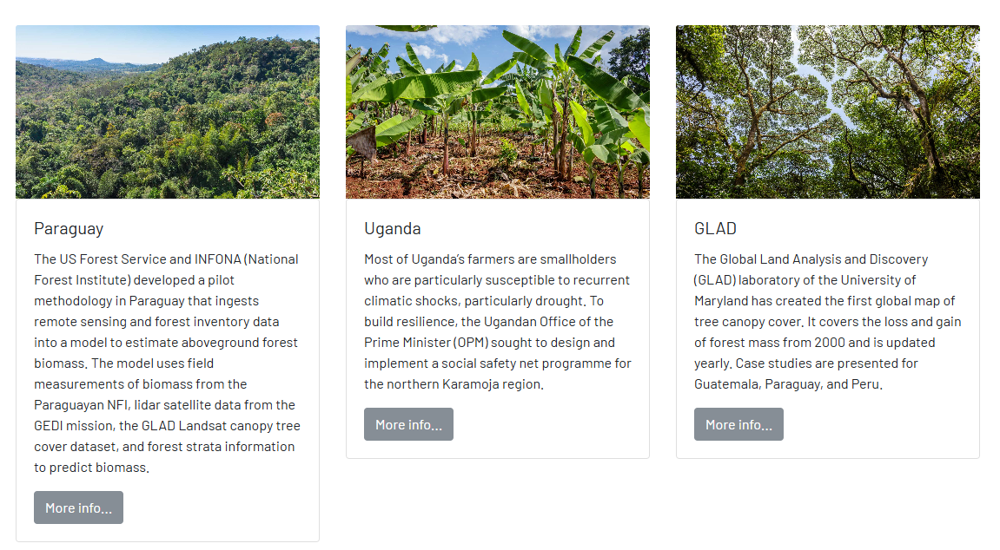 Paraguay
The US Forest Service and INFONA (National
Forest Institute) developed a pilot
methodology in Paraguay that ingests
remote sensing and forest inventory data
into a model to estimate aboveground forest
biomass. The model uses field
measurements of biomass from the
Paraguayan NFI, lidar satellite data from the
GEDI mission, the GLAD Landsat canopy tree
cover dataset, and forest strata information
to predict biomass.
More info...
Uganda
Most of Uganda's farmers are smallholders
who are particularly susceptible to recurrent
climatic shocks, particularly drought. To
build resilience, the Ugandan Office of the
Prime Minister (OPM) sought to design and
implement a social safety net programme for
the northern Karamoja region.
More info...
GLAD
The Global Land Analysis and Discovery
(GLAD) laboratory of the University of
Maryland has created the first global map of
tree canopy cover. It covers the loss and gain
of forest mass from 2000 and is updated
yearly. Case studies are presented for
Guatemala, Paraguay, and Peru.
More info...